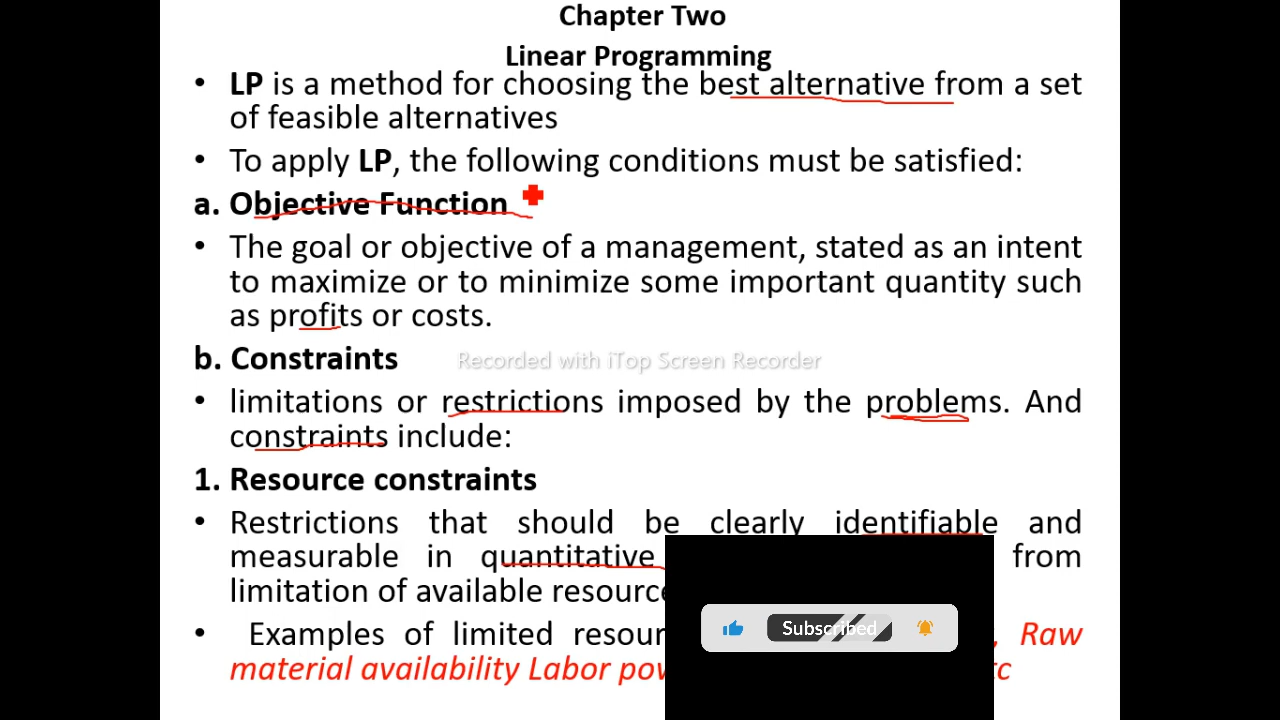 Chapter Two
Linear Programming
• LP is a method for choosing the best alternative from a set
of feasible alternatives
• To apply LP, the following conditions must be satisfied:
a. Objective Function
• The goal or objective of a management, stated as an intent
to maximize or to minimize some important quantity such
as profits or costs.
b. Constraints
Recorded with iTop Screen Recorder
• limitations or restrictions imposed by the problems. And
constraints include:
1. Resource constraints
• Restrictions that should be clearly identifiable and
measurable in quantitative from
limitation of available
• Examples of limited , Raw
material availability Labor
Subscribed